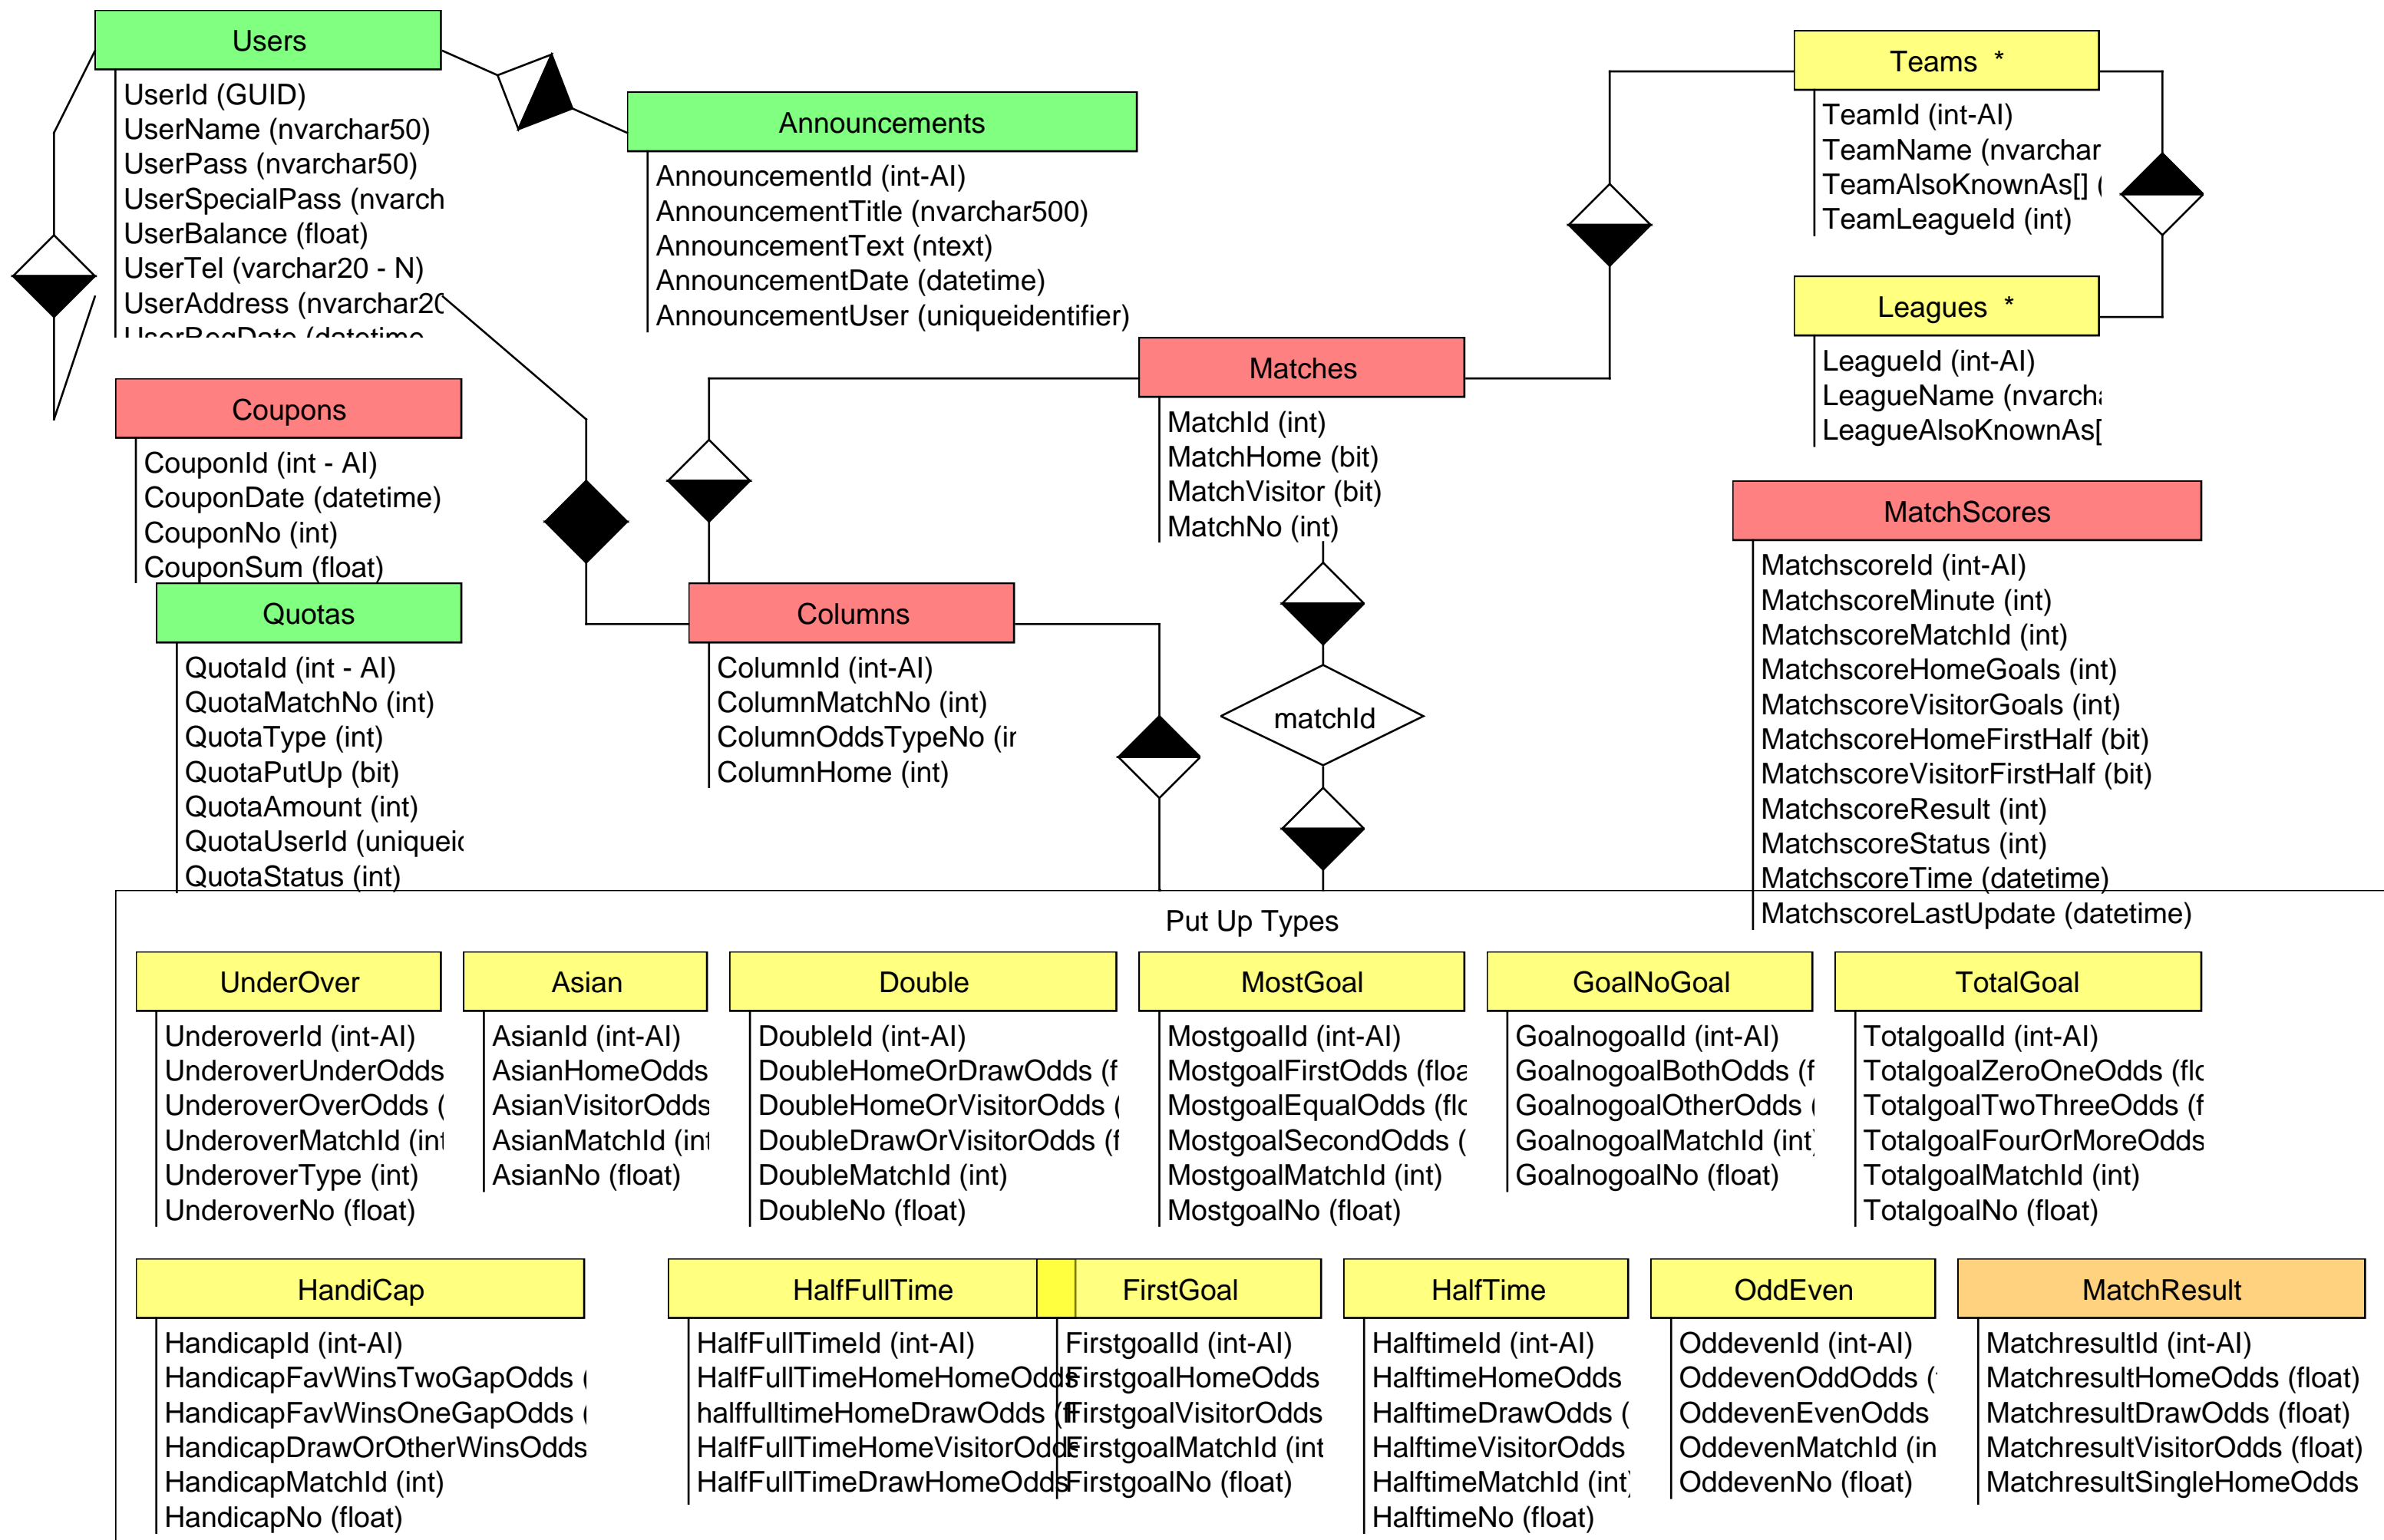 Users
UserId (GUID)
UserName (nvarchar50)
UserPass (nvarchar50)
UserSpecialPass (nvarch
UserBalance (float)
UserTel (varchar20 - N)
UserAddress (nvarchar20
UserRegDate (datetime
Announcements
AnnouncementId (int-AI)
AnnouncementTitle (nvarchar500)
AnnouncementText (ntext)
AnnouncementDate (datetime)
AnnouncementUser (uniqueidentifier)
Teams *
TeamId (int-AI)
TeamName (nvarchar
TeamAlsoKnownAs[] (
TeamLeagueId (int)
Leagues *
LeagueId (int-AI)
LeagueName (nvarcha
LeagueAlsoKnownAs[
Coupons
CouponId (int - AI)
CouponDate (datetime)
CouponNo (int)
CouponSum (float)
Matches
MatchId (int)
MatchHome (bit)
MatchVisitor (bit)
MatchNo (int)
MatchScores
MatchscoreId (int-AI)
MatchscoreMinute (int)
MatchscoreMatchId (int)
MatchscoreHomeGoals (int)
MatchscoreVisitorGoals (int)
MatchscoreHomeFirstHalf (bit)
MatchscoreVisitorFirstHalf (bit)
MatchscoreResult (int)
MatchscoreStatus (int)
MatchscoreTime (datetime)
MatchscoreLastUpdate (datetime)
Quotas
QuotaId (int - AI)
QuotaMatchNo (int)
QuotaType (int)
QuotaPutUp (bit)
QuotaAmount (int)
QuotaUserId (uniqueid
QuotaStatus (int)
Columns
ColumnId (int-AI)
ColumnMatchNo (int)
ColumnOddsTypeNo (in
ColumnHome (int)
matchId
Put Up Types
UnderOver
UnderoverId (int-AI)
UnderoverUnderOdds
UnderoverOverOdds (
UnderoverMatchId (int
UnderoverType (int)
UnderoverNo (float)
Asian
AsianId (int-AI)
AsianHomeOdds
AsianVisitorOdds
AsianMatchId (int
AsianNo (float)
Double
DoubleId (int-AI)
DoubleHomeOrDrawOdds (f
DoubleHomeOrVisitorOdds (
DoubleDrawOrVisitorOdds (f
DoubleMatchId (int)
DoubleNo (float)
MostGoal
MostgoalId (int-AI)
MostgoalFirstOdds (floa
MostgoalEqualOdds (flo
MostgoalSecondOdds (
MostgoalMatchId (int)
MostgoalNo (float)
GoalNoGoal
GoalnogoalId (int-AI)
GoalnogoalBothOdds (f
GoalnogoalOtherOdds (
GoalnogoalMatchId (int)
GoalnogoalNo (float)
TotalGoal
TotalgoalId (int-AI)
TotalgoalZeroOneOdds (flo
TotalgoalTwoThreeOdds (f
TotalgoalFourOrMoreOdds
TotalgoalMatchId (int)
TotalgoalNo (float)
HandiCap
HandicapId (int-AI)
HandicapFavWinsTwoGapOdds (
HandicapFavWinsOneGapOdds (
HandicapDrawOrOtherWinsOdds
HandicapMatchId (int)
HandicapNo (float)
HalfFullTime
HalfFullTimeId (int-AI)
HalfFullTimeHomeHomeOdds
halffulltimeHomeDrawOdds (fl
HalfFullTimeHomeVisitorOdds
HalfFullTimeDrawHomeOdds
FirstGoal
FirstgoalId (int-AI)
FirstgoalHomeOdds
FirstgoalVisitorOdds
FirstgoalMatchId (int
FirstgoalNo (float)
HalfTime
HalftimeId (int-AI)
HalftimeHomeOdds
HalftimeDrawOdds (
HalftimeVisitorOdds
HalftimeMatchId (int)
HalftimeNo (float)
OddEven
OddevenId (int-AI)
OddevenOddOdds (
OddevenEvenOdds
OddevenMatchId (in
OddevenNo (float)
MatchResult
MatchresultId (int-AI)
MatchresultHomeOdds (float)
MatchresultDrawOdds (float)
MatchresultVisitorOdds (float)
MatchresultSingleHomeOdds